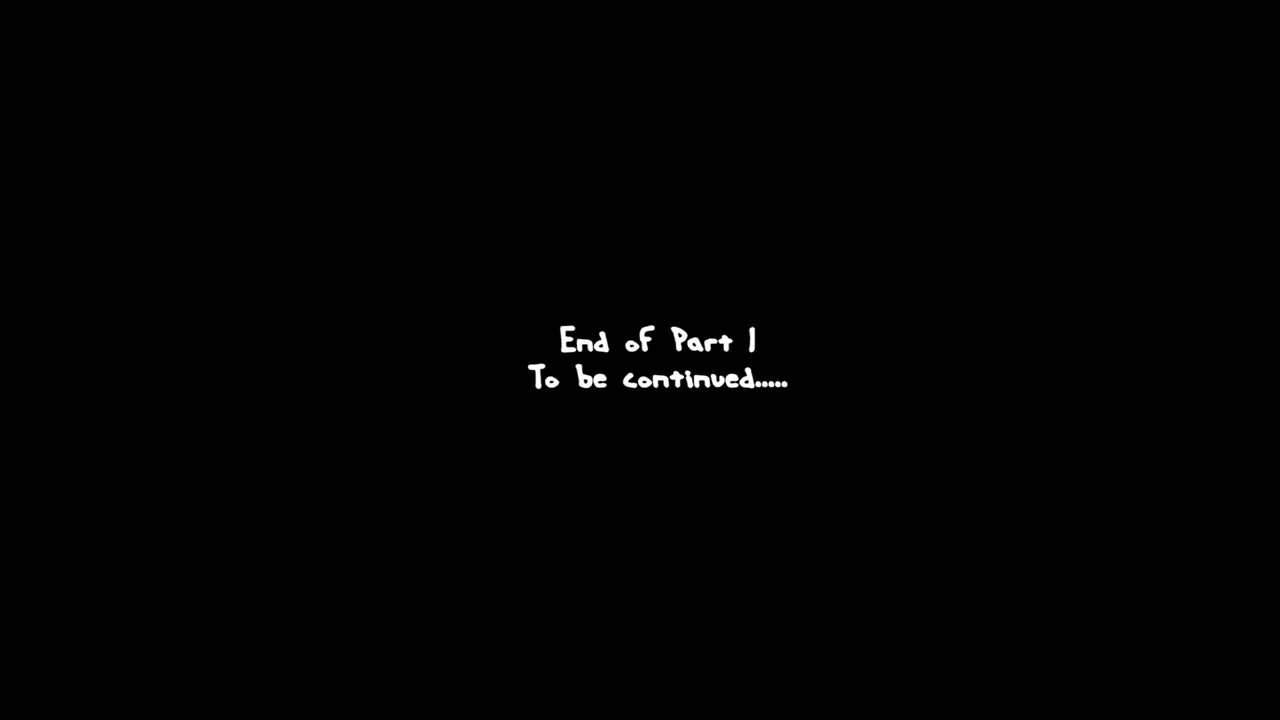 End of Part 1
To be continued.....